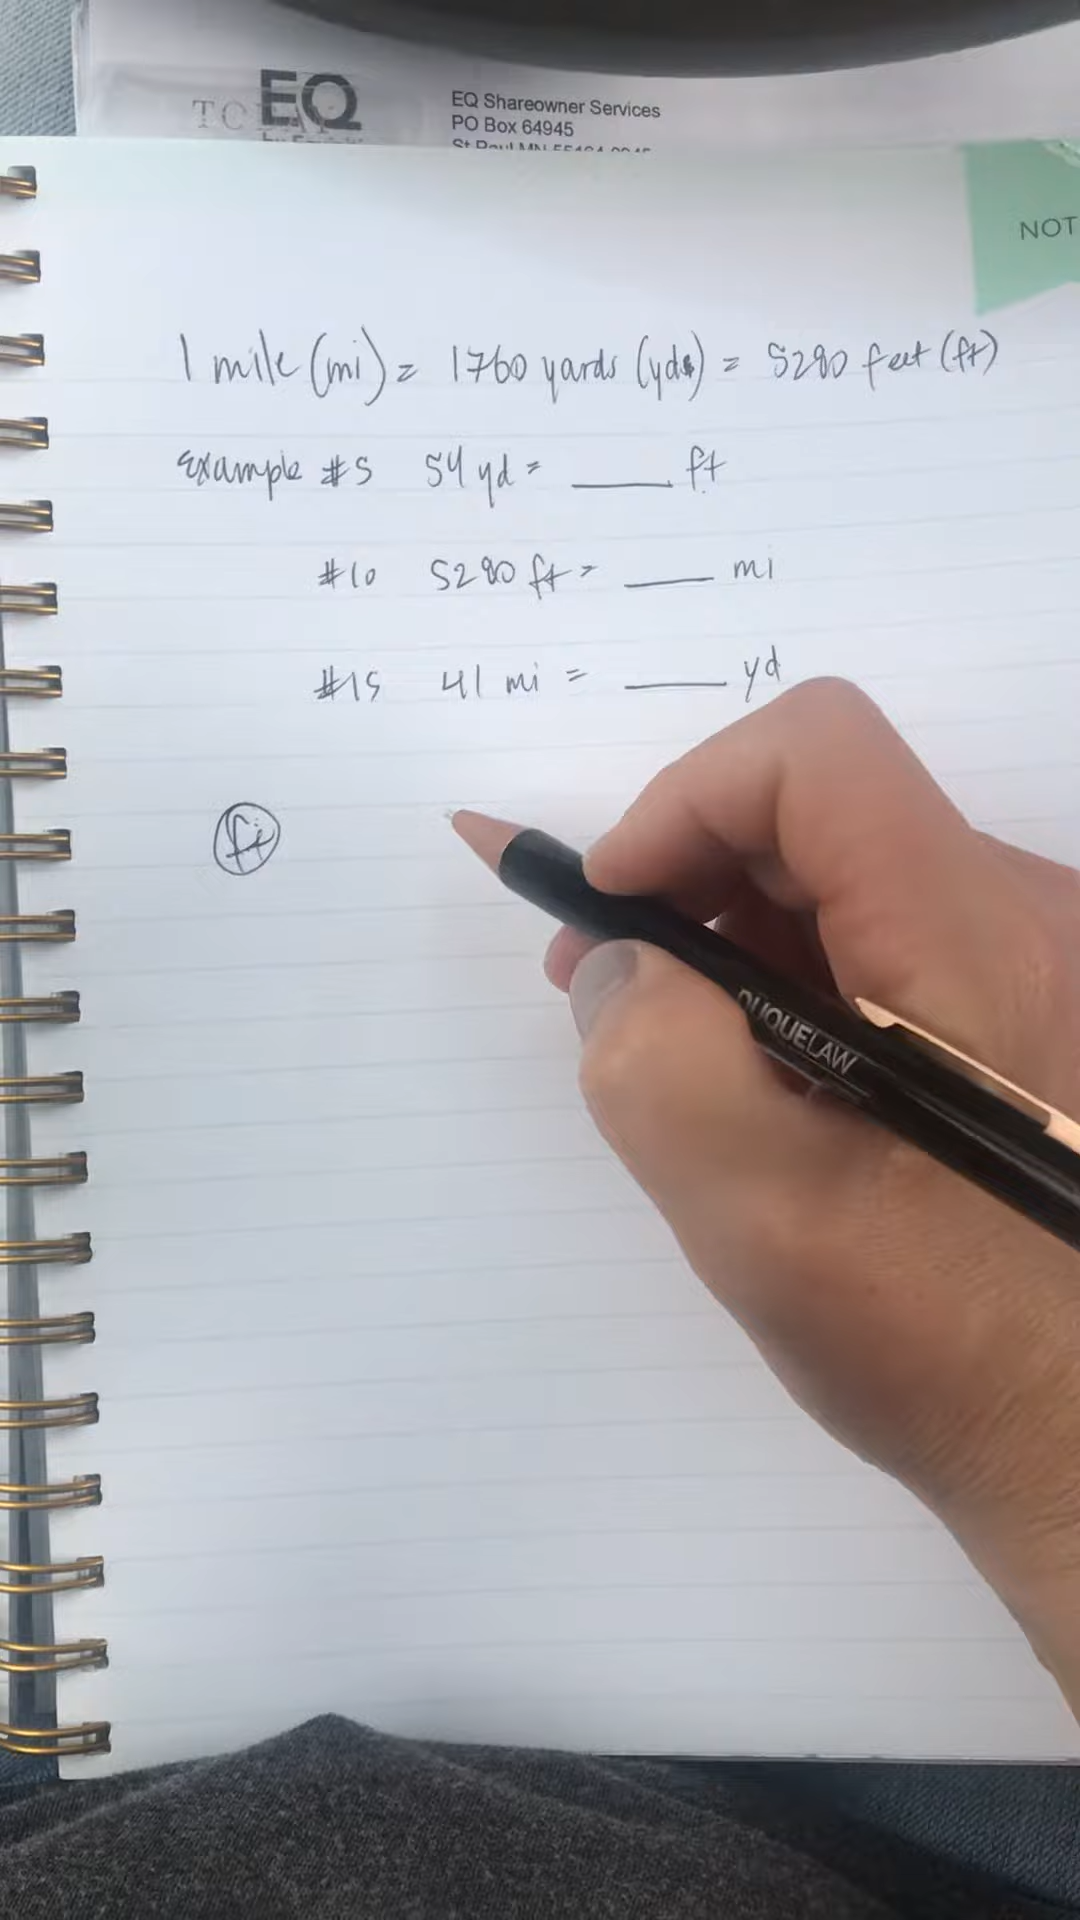 EQ
EQ Shareowner Services
PO Box 64945
NOT
1 mile (mi) = 1760 yards (yds) = 5280 feet (ft)
Example #5 54 yd = ____ ft
#10 5280 ft = ____ mi
#15 41 mi = ____ yd
DUQUELAW